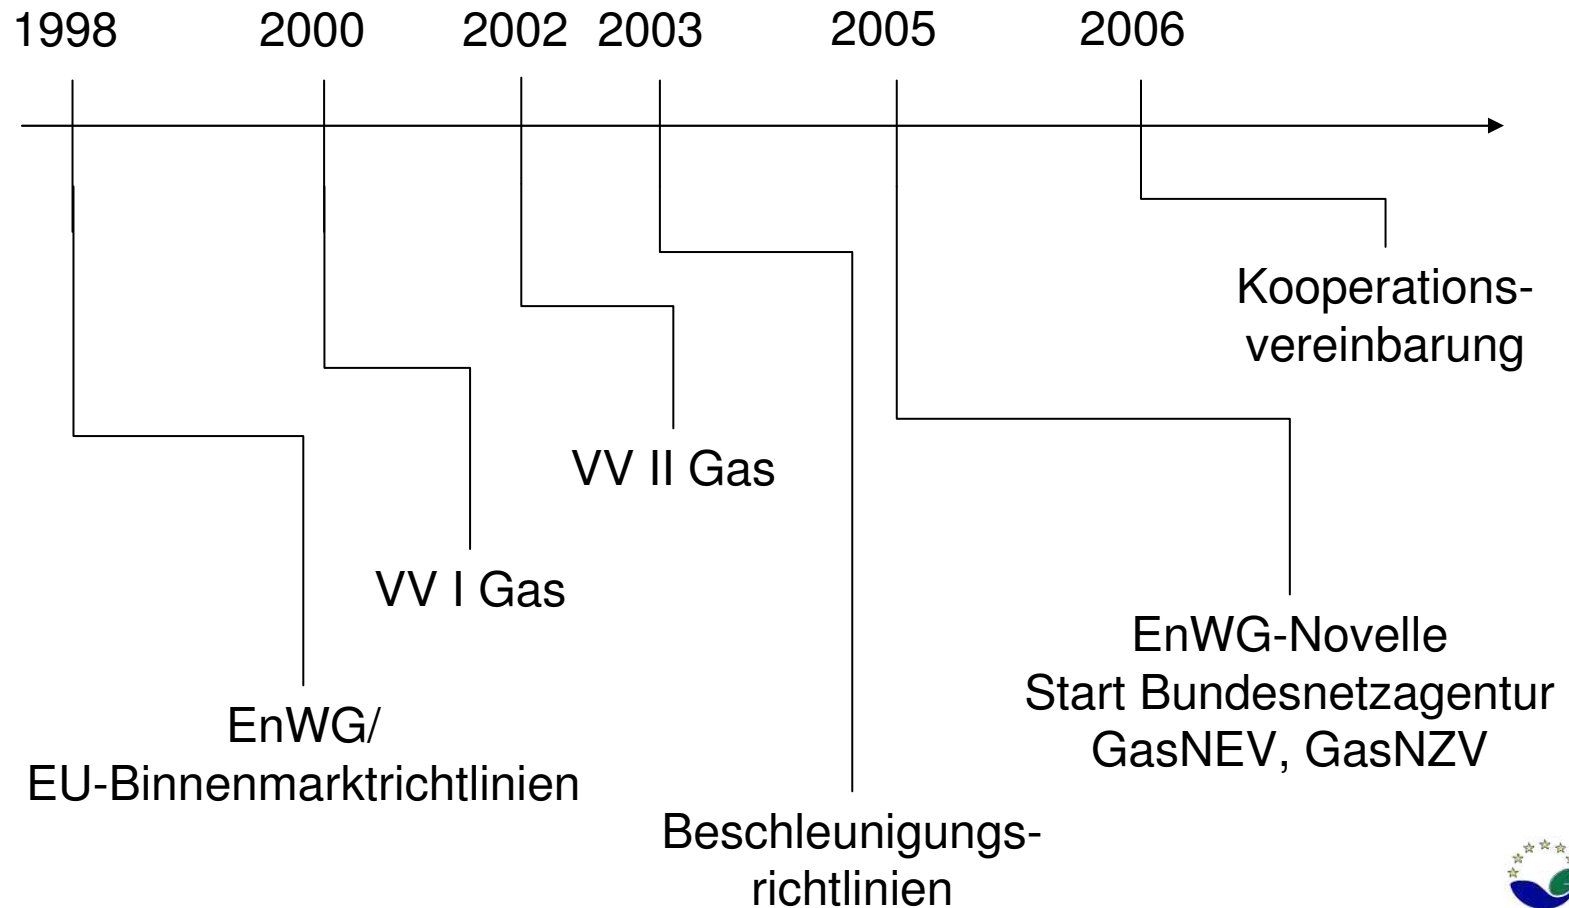 1998 2000 2002 2003 2005 2006
Kooperations-
vereinbarung
VV II Gas
VV I Gas
EnWG-Novelle
Start Bundesnetzagentur
GasNEV, GasNZV
EnWG/
EU-Binnenmarktrichtlinien
Beschleunigungs-
richtlinien